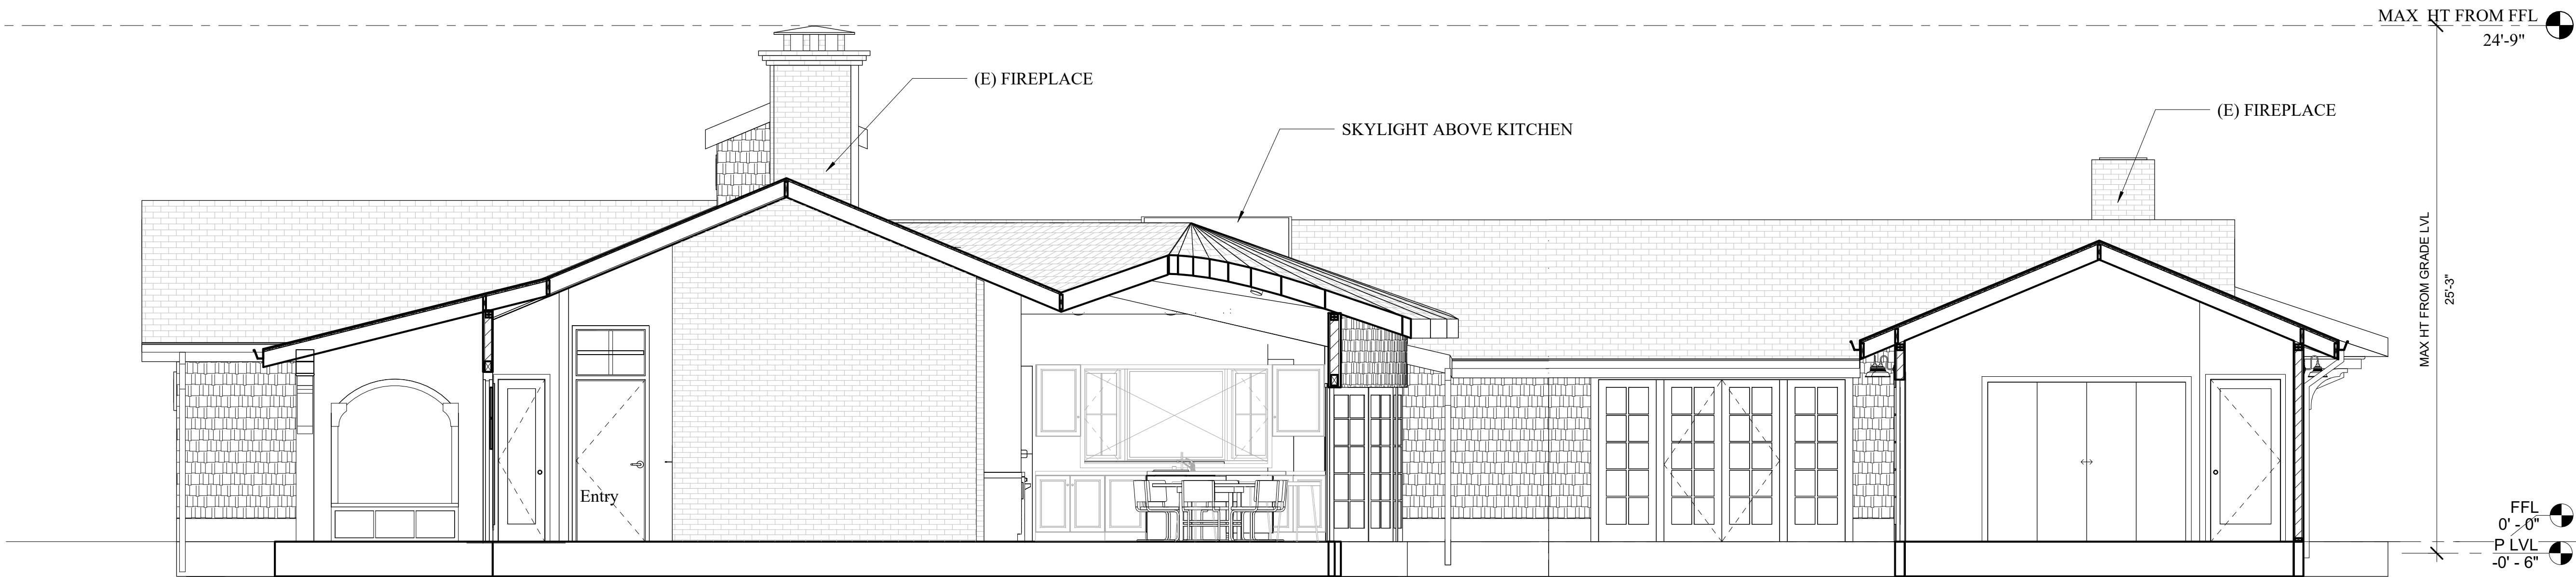 MAX HT FROM FFL
24'-9"
(E) FIREPLACE
(E) FIREPLACE
SKYLIGHT ABOVE KITCHEN
MAX HT FROM GRADE LVL
25'-3"
Entry
FFL
0' - 0"
P LVL
-0' - 6"